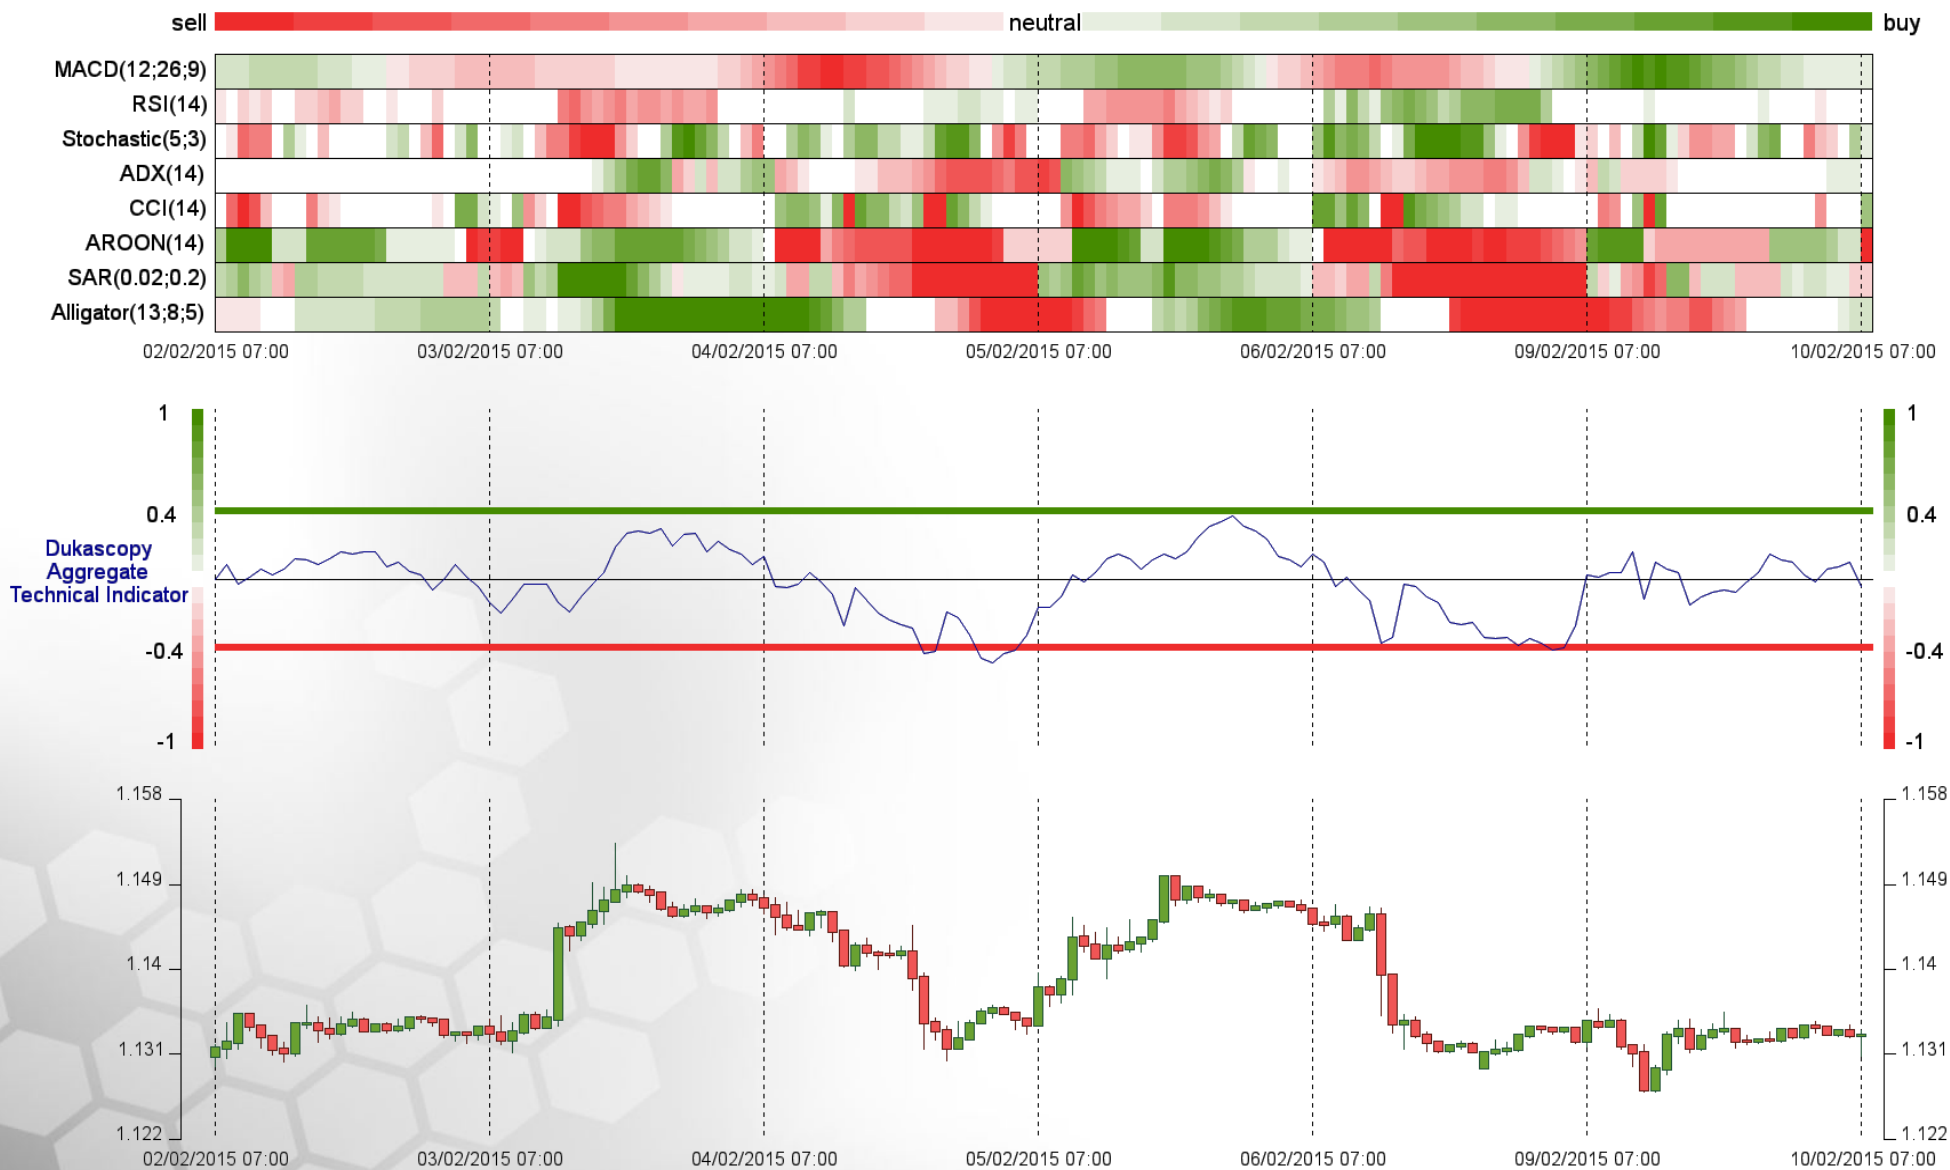 sell neutral buy
MACD(12;26;9)
RSI(14)
Stochastic(5;3)
ADX(14)
CCI(14)
AROON(14)
SAR(0.02;0.2)
Alligator(13;8;5)
02/02/2015 07:00 03/02/2015 07:00 04/02/2015 07:00 05/02/2015 07:00 06/02/2015 07:00 09/02/2015 07:00 10/02/2015 07:00
1 1
0.4 0.4
Dukascopy
Aggregate
Technical Indicator
-0.4 -0.4
-1 -1
1.158 1.158
1.149 1.149
1.14 1.14
1.131 1.131
1.122 1.122
02/02/2015 07:00 03/02/2015 07:00 04/02/2015 07:00 05/02/2015 07:00 06/02/2015 07:00 09/02/2015 07:00 10/02/2015 07:00